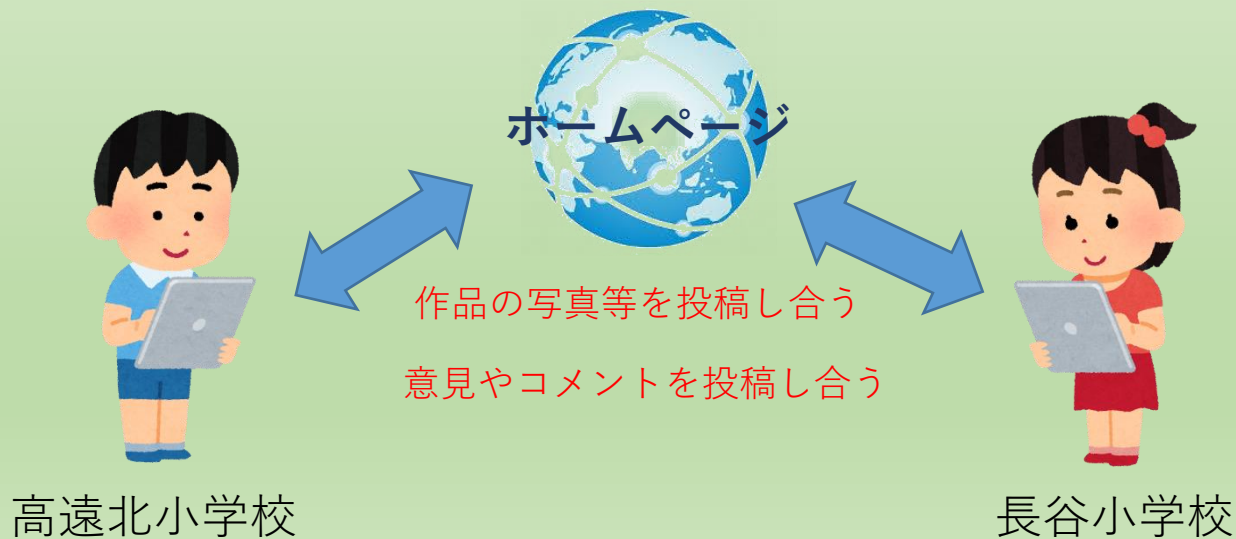 ホームページ
作品の写真等を投稿し合う
意見やコメントを投稿し合う
高遠北小学校
長谷小学校